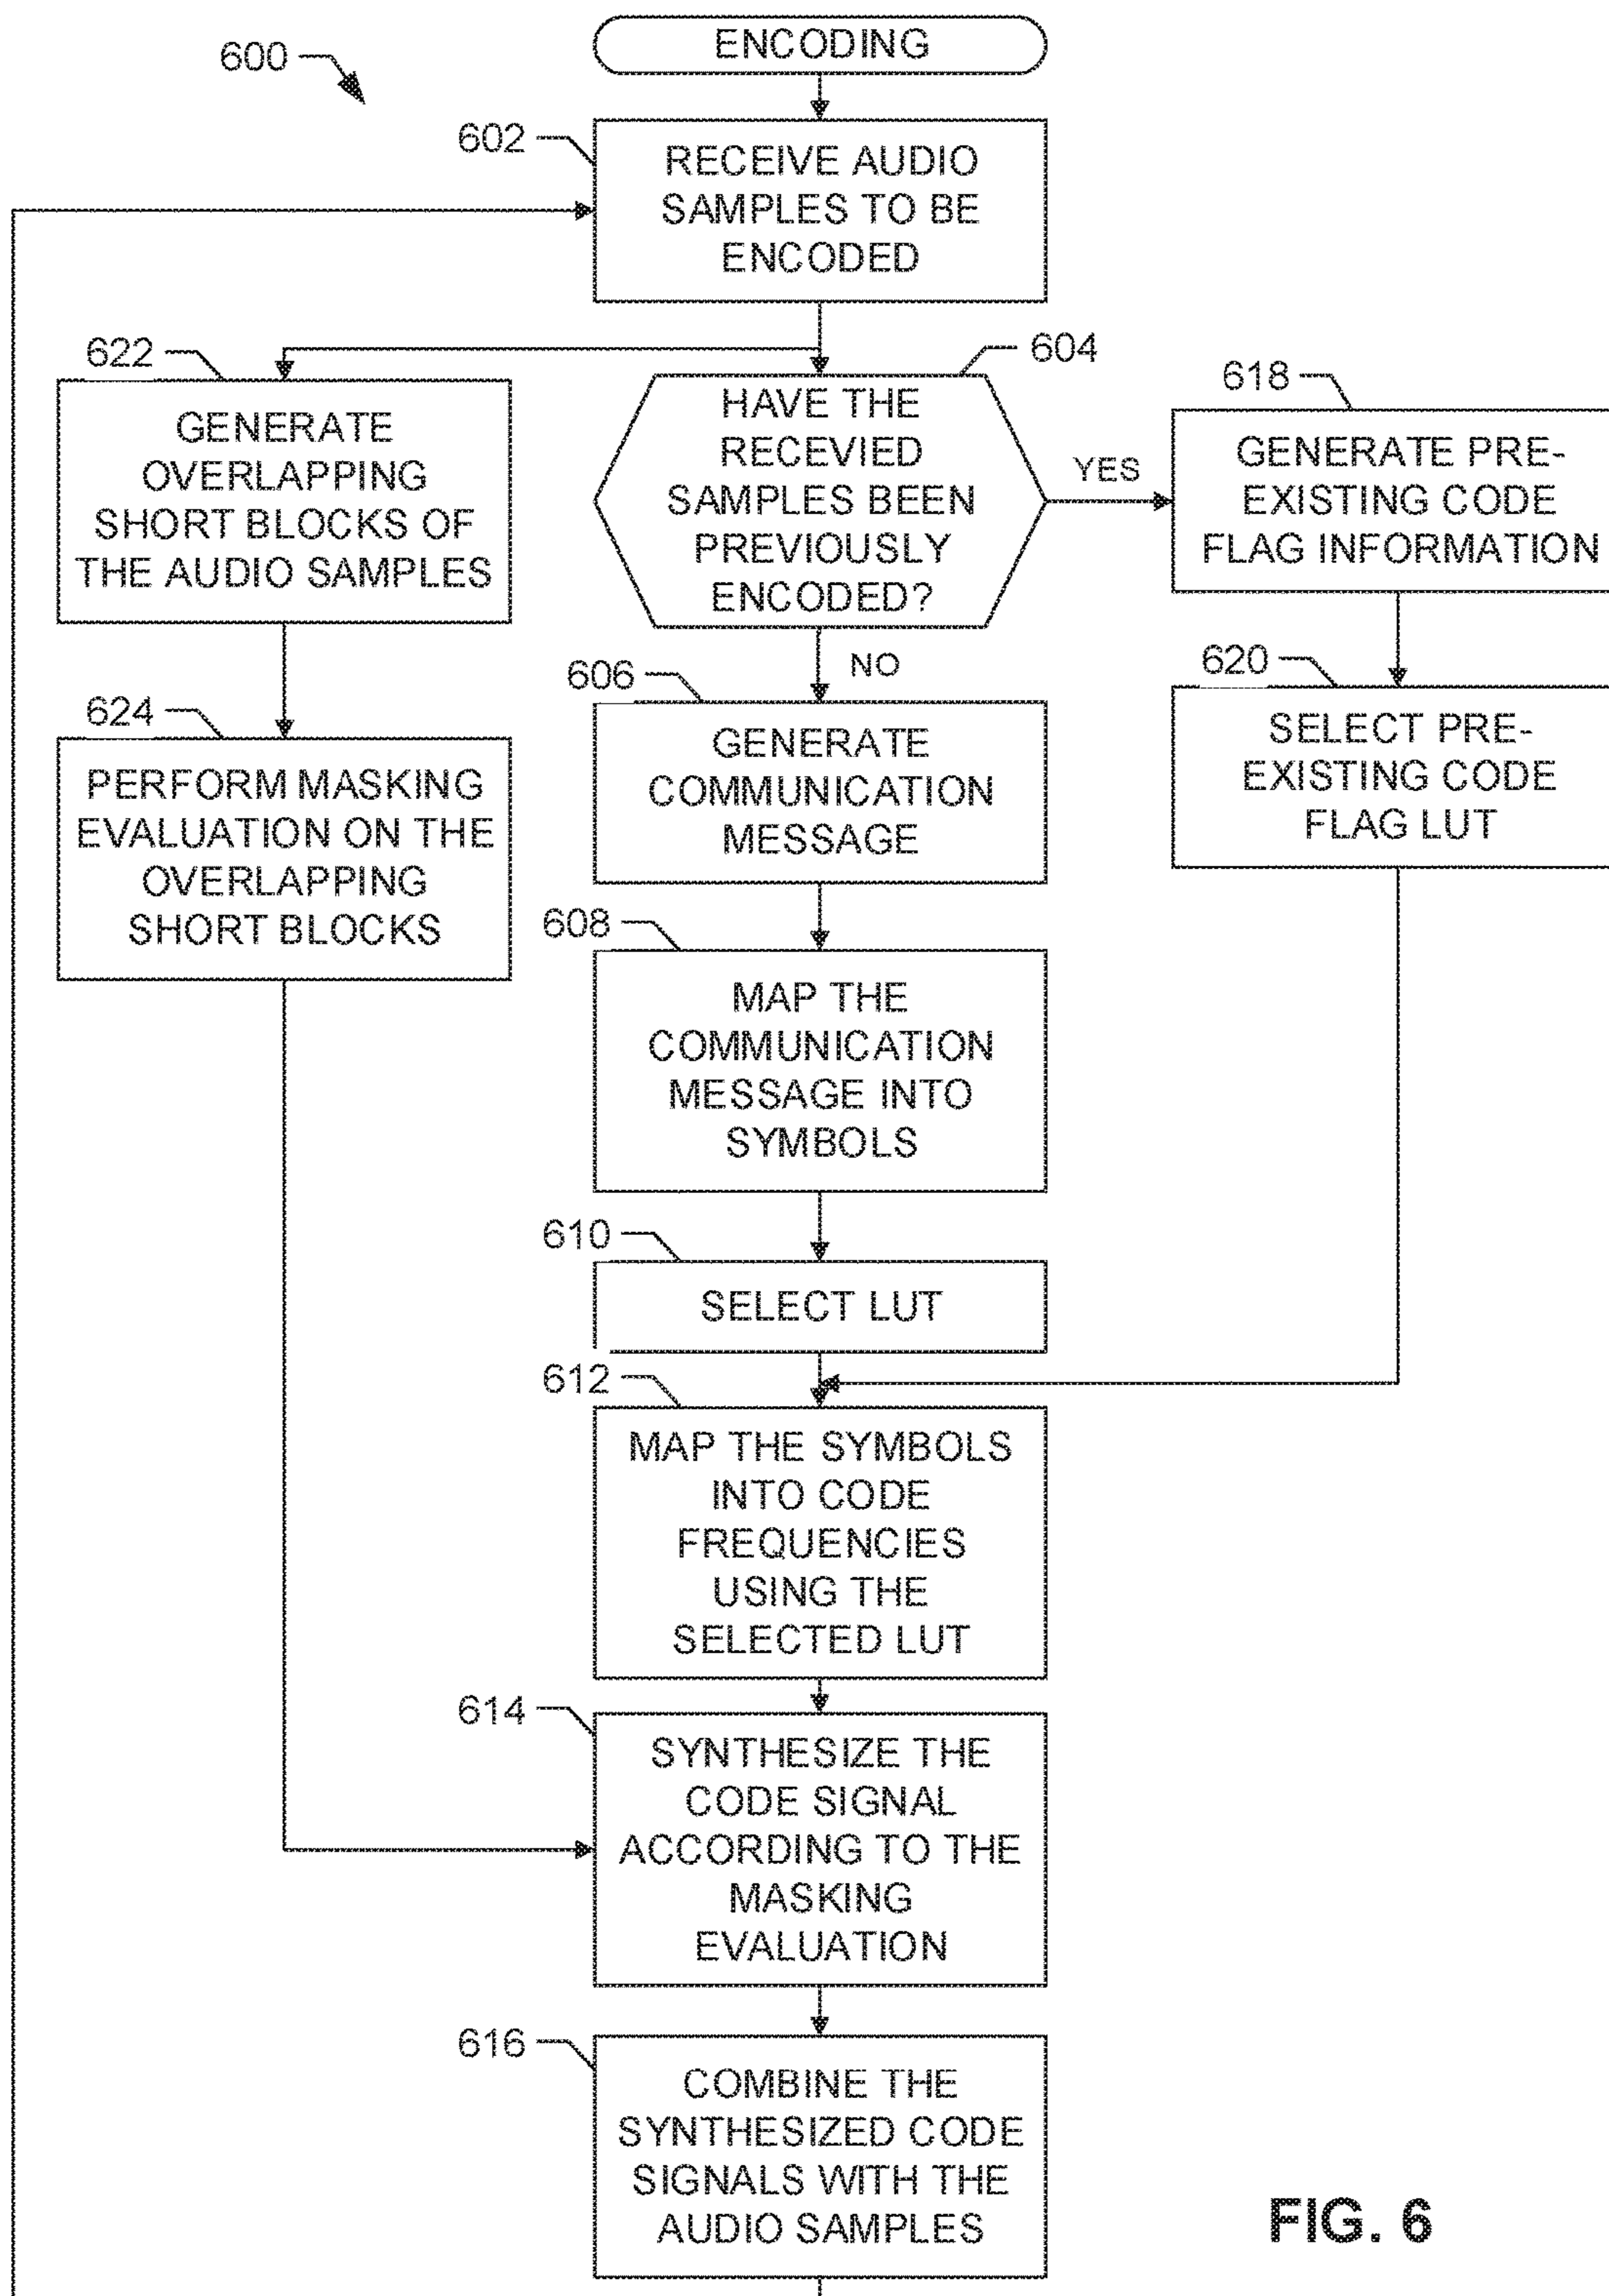 600
ENCODING
602
RECEIVE AUDIO
SAMPLES TO BE
ENCODED
622
GENERATE
OVERLAPPING
SHORT BLOCKS OF
THE AUDIO SAMPLES
624
PERFORM MASKING
EVALUATION ON THE
OVERLAPPING
SHORT BLOCKS
604
HAVE THE
RECEVIED
SAMPLES BEEN
PREVIOUSLY
ENCODED?
YES
NO
618
GENERATE PRE-
EXISTING CODE
FLAG INFORMATION
620
SELECT PRE-
EXISTING CODE
FLAG LUT
606
GENERATE
COMMUNICATION
MESSAGE
608
MAP THE
COMMUNICATION
MESSAGE INTO
SYMBOLS
610
SELECT LUT
612
MAP THE SYMBOLS
INTO CODE
FREQUENCIES
USING THE
SELECTED LUT
614
SYNTHESIZE THE
CODE SIGNAL
ACCORDING TO THE
MASKING
EVALUATION
616
COMBINE THE
SYNTHESIZED CODE
SIGNALS WITH THE
AUDIO SAMPLES
FIG. 6